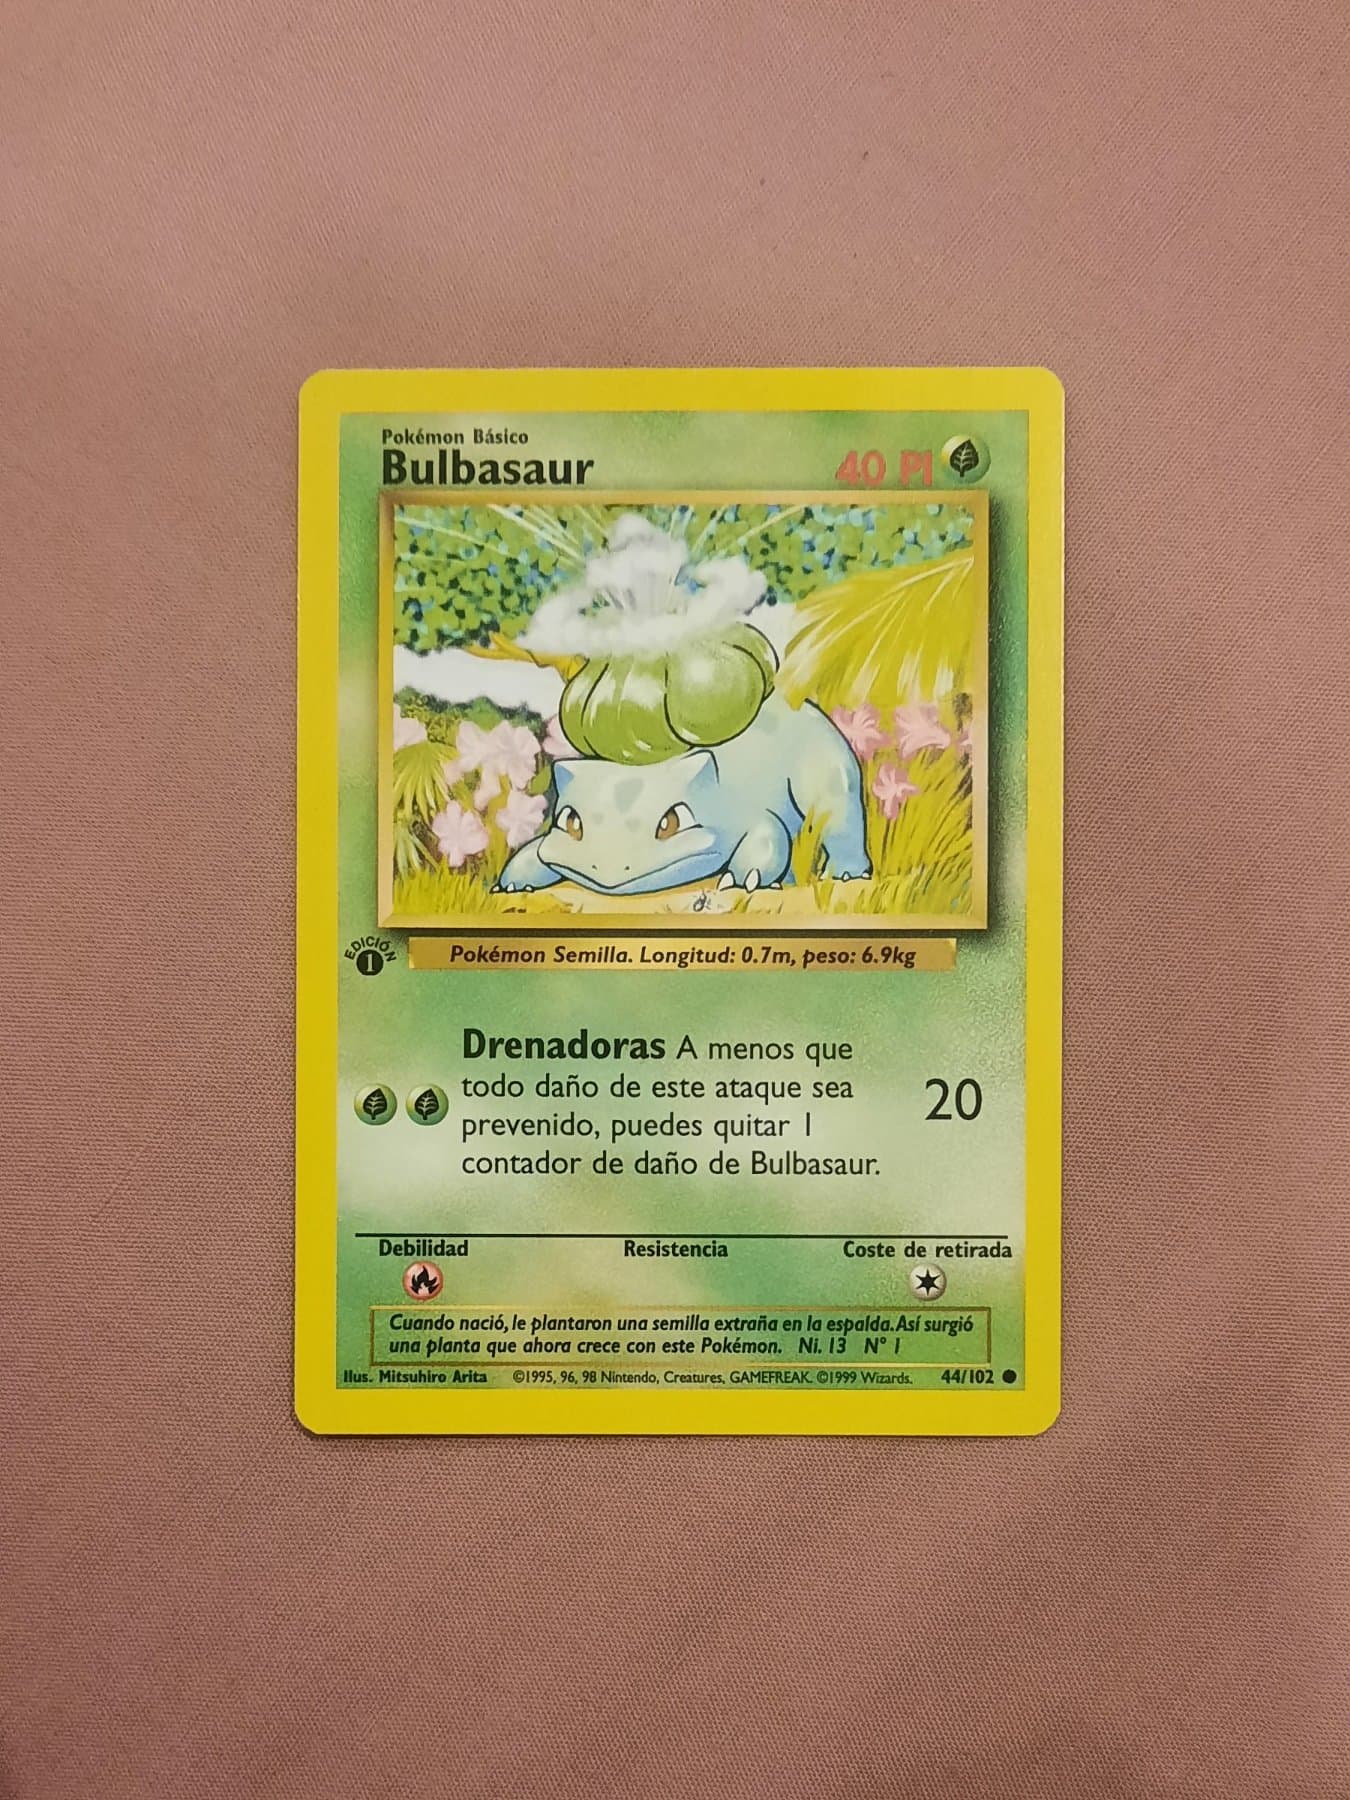 Pokémon Básico
Bulbasaur
40 PI
EDICIÓN
1
Pokémon Semilla. Longitud: 0.7m, peso: 6.9kg
Drenadoras A menos que
todo daño de este ataque sea
prevenido, puedes quitar 1
contador de daño de Bulbasaur.
20
Debilidad Resistencia Coste de retirada
Cuando nació, le plantaron una semilla extraña en la espalda. Así surgió
una planta que ahora crece con este Pokémon. Ni. 13 N° 1
Ilus. Mitsuhiro Arita ©1995, 96, 98 Nintendo, Creatures, GAMEFREAK. ©1999 Wizards. 44/102